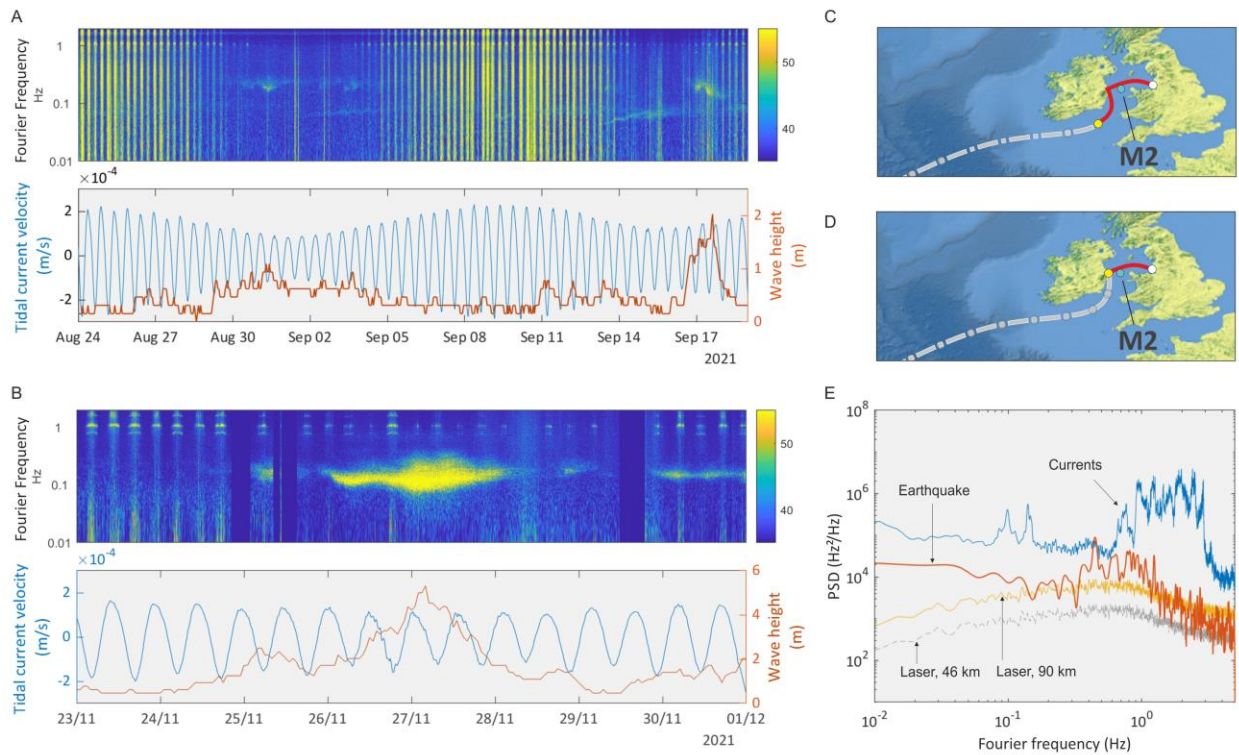 A
Fourier Frequency
Hz
1
0.1
0.01
50
40
×10⁻⁴
Tidal current velocity
(m/s)
2
0
-2
Wave height
(m)
2
1
0
Aug 24
Aug 27
Aug 30
Sep 02
Sep 05
Sep 08
Sep 11
Sep 14
Sep 17
2021
B
Fourier Frequency
Hz
1
0.1
0.01
50
40
×10⁻⁴
Tidal current velocity
(m/s)
2
0
-2
Wave height
(m)
6
4
2
0
23/11
24/11
25/11
26/11
27/11
28/11
29/11
30/11
01/12
2021
C
M2
D
M2
E
PSD (Hz²/Hz)
10⁸
10⁶
10⁴
10²
Currents
Earthquake
Laser, 46 km
Laser, 90 km
10⁻²
10⁻¹
10⁰
Fourier frequency (Hz)